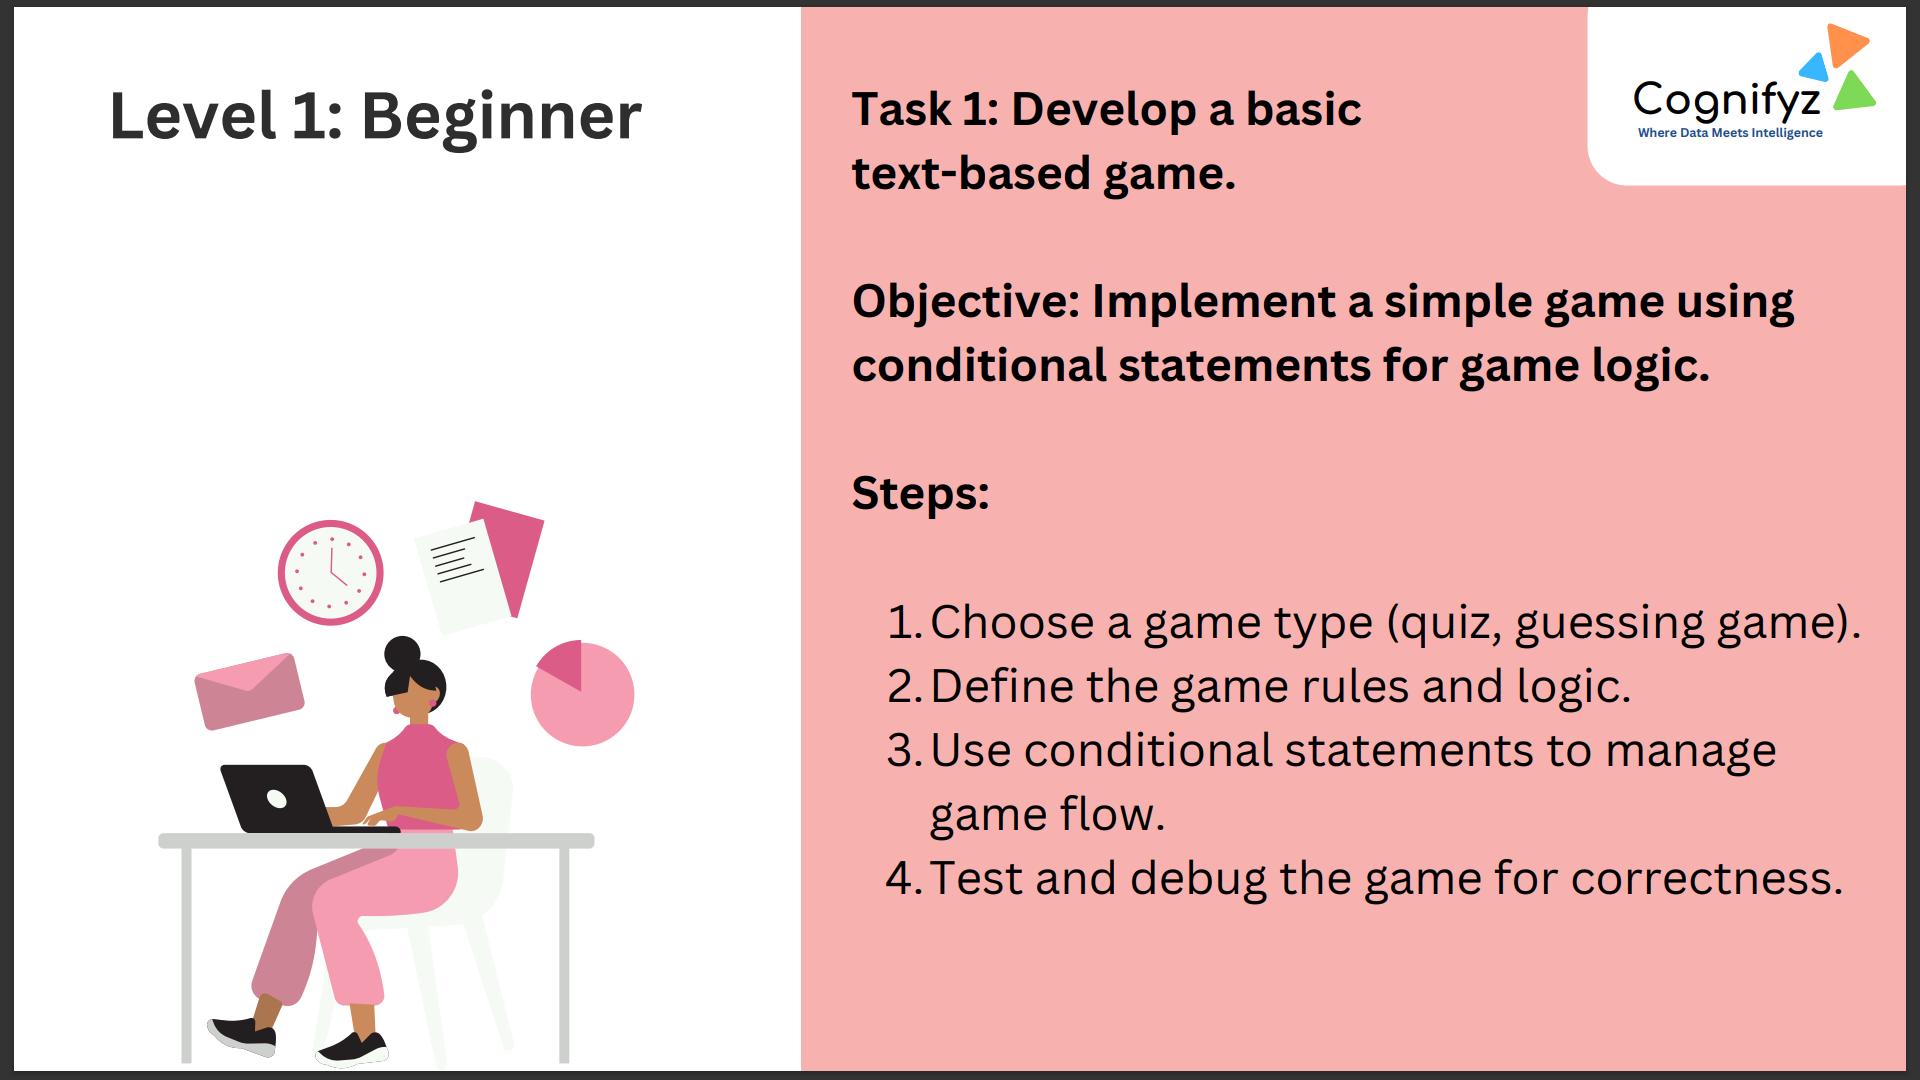 Level 1: Beginner
Task 1: Develop a basic
text-based game.
Cognifyz
Where Data Meets Intelligence
Objective: Implement a simple game using
conditional statements for game logic.
Steps:
1. Choose a game type (quiz, guessing game).
2. Define the game rules and logic.
3. Use conditional statements to manage
game flow.
4. Test and debug the game for correctness.